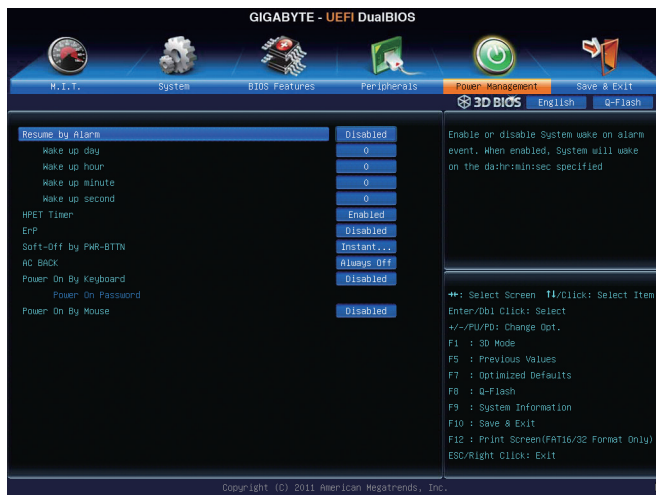 GIGABYTE - UEFI DualBIOS
M.I.T. System BIOS Features Peripherals Power Management Save & Exit
3D BIOS English Q-Flash
Resume by Alarm Disabled
Wake up day 0
Wake up hour 0
Wake up minute 0
Wake up second 0
HPET Timer Enabled
ErP Disabled
Soft-Off by PWR-BTTN Instant...
AC BACK Always Off
Power On By Keyboard Disabled
Power On Password
Power On By Mouse Disabled
Enable or disable System wake on alarm
event. When enabled, System will wake
on the da:hr:min:sec specified
→←: Select Screen ↑↓/Click: Select Item
Enter/Dbl Click: Select
+/-/PU/PD: Change Opt.
F1 : 3D Mode
F5 : Previous Values
F7 : Optimized Defaults
F8 : Q-Flash
F9 : System Information
F10 : Save & Exit
F12 : Print Screen(FAT16/32 Format Only)
ESC/Right Click: Exit
Copyright (C) 2011 American Megatrends, Inc.